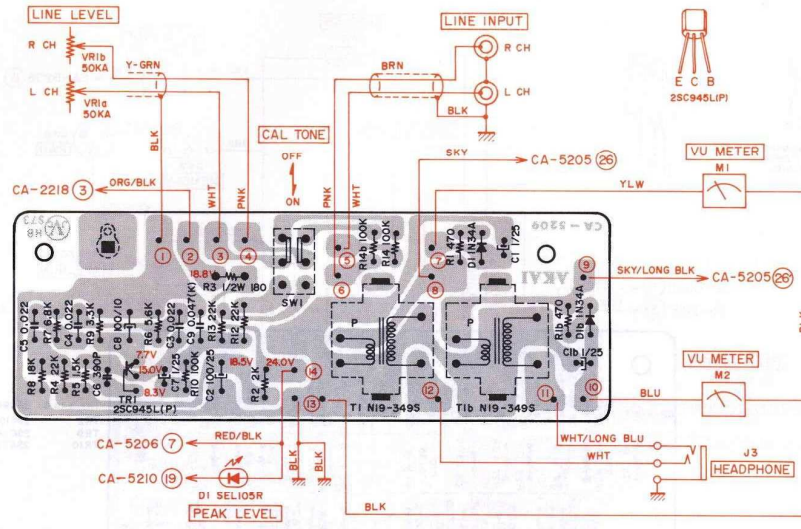 LINE LEVEL
R CH
VR1b
50KA
L CH
VR1a
50KA
Y-GRN
BLK
WHT
PNK
LINE INPUT
R CH
L CH
BRN
BLK
PNK
WHT
CAL TONE
OFF
ON
E C B
2SC945L(P)
SKY
CA-5205 26
VU METER
M1
YLW
CA-2218 3
ORG/BLK
CA-5206
AKAI
1
2
3
4
5
6
7
8
9
10
11
12
13
14
18.8V
R3 1/2W 180
SW1
R14b 100K
R14 100K
R1 470
D1 1N34A
C1 1/25
SKY/LONG BLK
CA-5205 26
R1b 470
D1b 1N34A
C1b 1/25
C5 0.022
R7 6.8K
C4 0.022
R9 3.3K
C8 100/10
R6 5.6K
C3 0.022
C9 0.047(K)
R13 22K
R12 22K
R8 18K
R4 22K
R5 1.5K
C6 390P
7.7V
15.0V
8.3V
TR1
2SC945L(P)
C7 1/25
R10 100K
C2 100/25
18.5V
R2 2K
24.0V
P
T1 N19-349S
P
T1b N19-349S
VU METER
M2
BLU
BLK
CA-5206 7
RED/BLK
CA-5210 19
D1 SEL105R
PEAK LEVEL
BLK
BLK
WHT/LONG BLU
WHT
J3
HEADPHONE
BLK